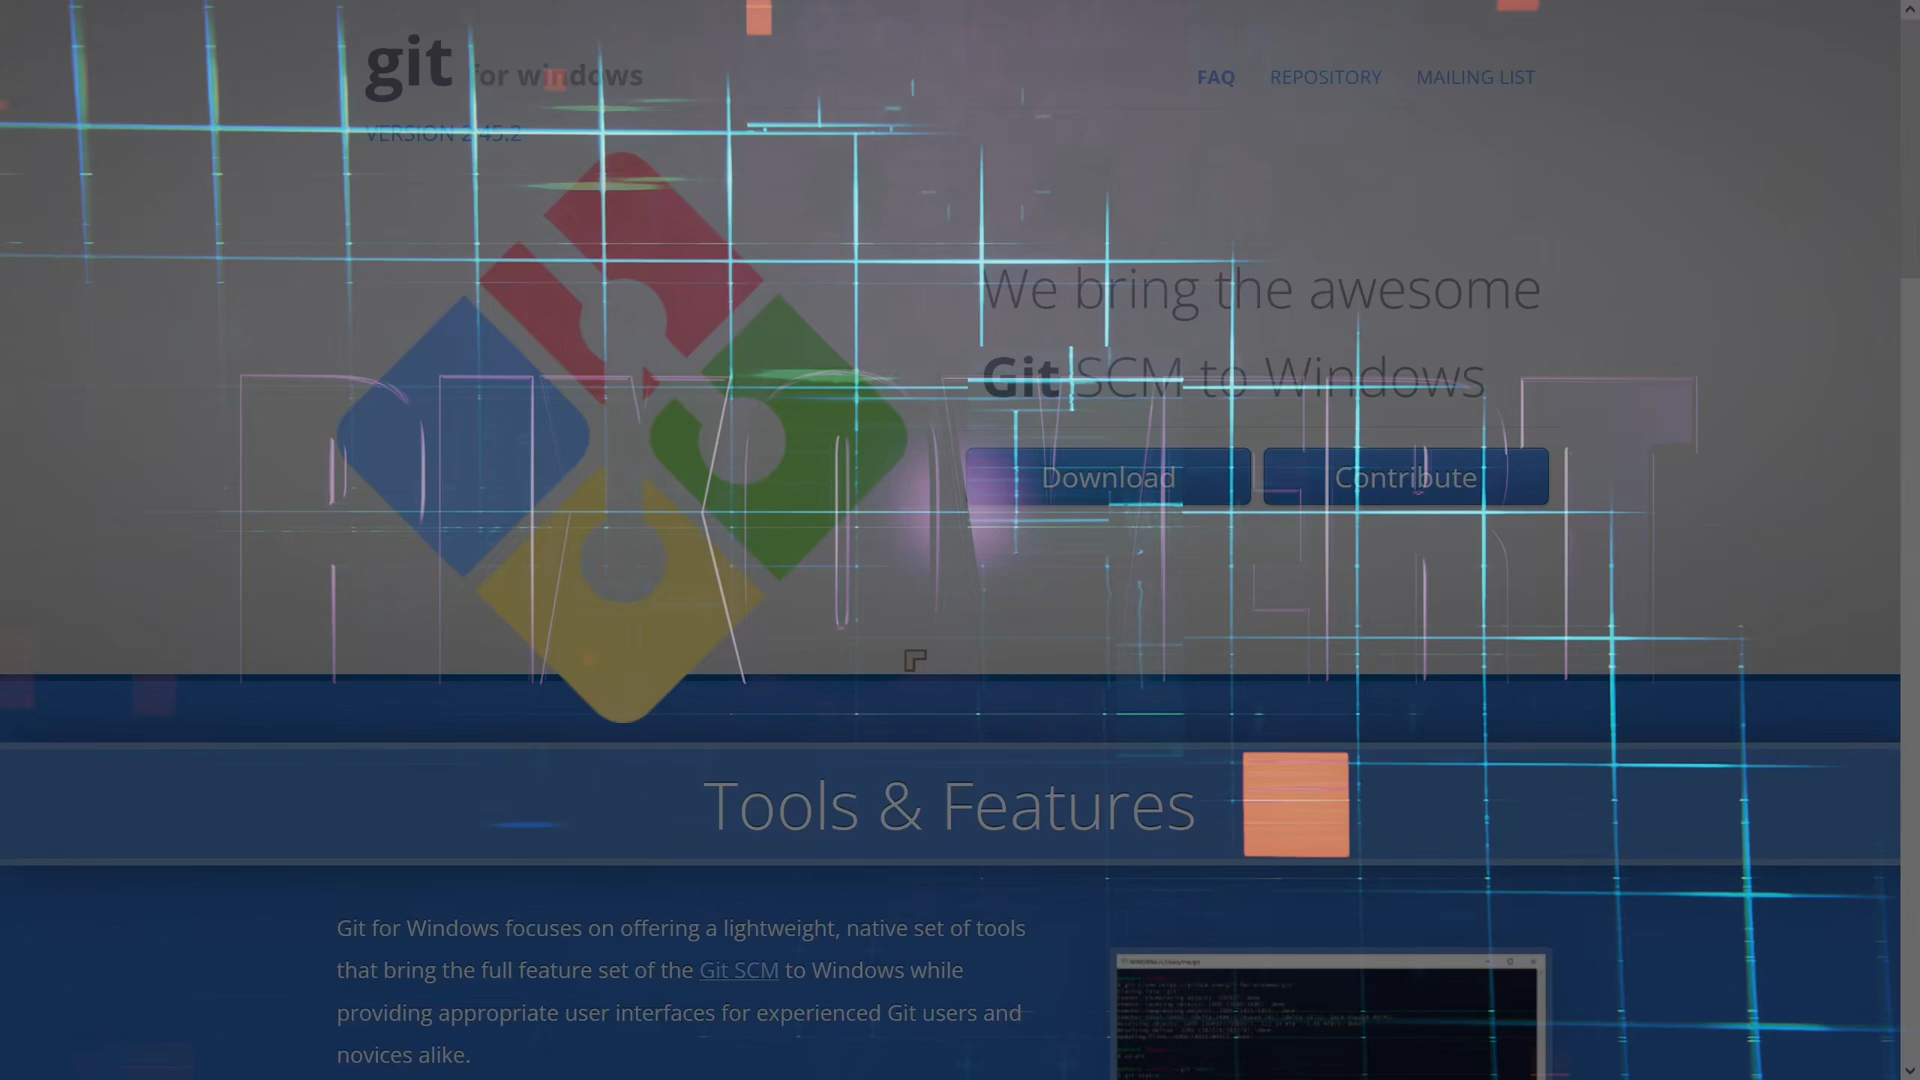 git for windows
FAQ REPOSITORY MAILING LIST
VERSION 2.45.2
We bring the awesome
Git SCM to Windows
Download Contribute
Tools & Features
Git for Windows focuses on offering a lightweight, native set of tools
that bring the full feature set of the Git SCM to Windows while
providing appropriate user interfaces for experienced Git users and
novices alike.